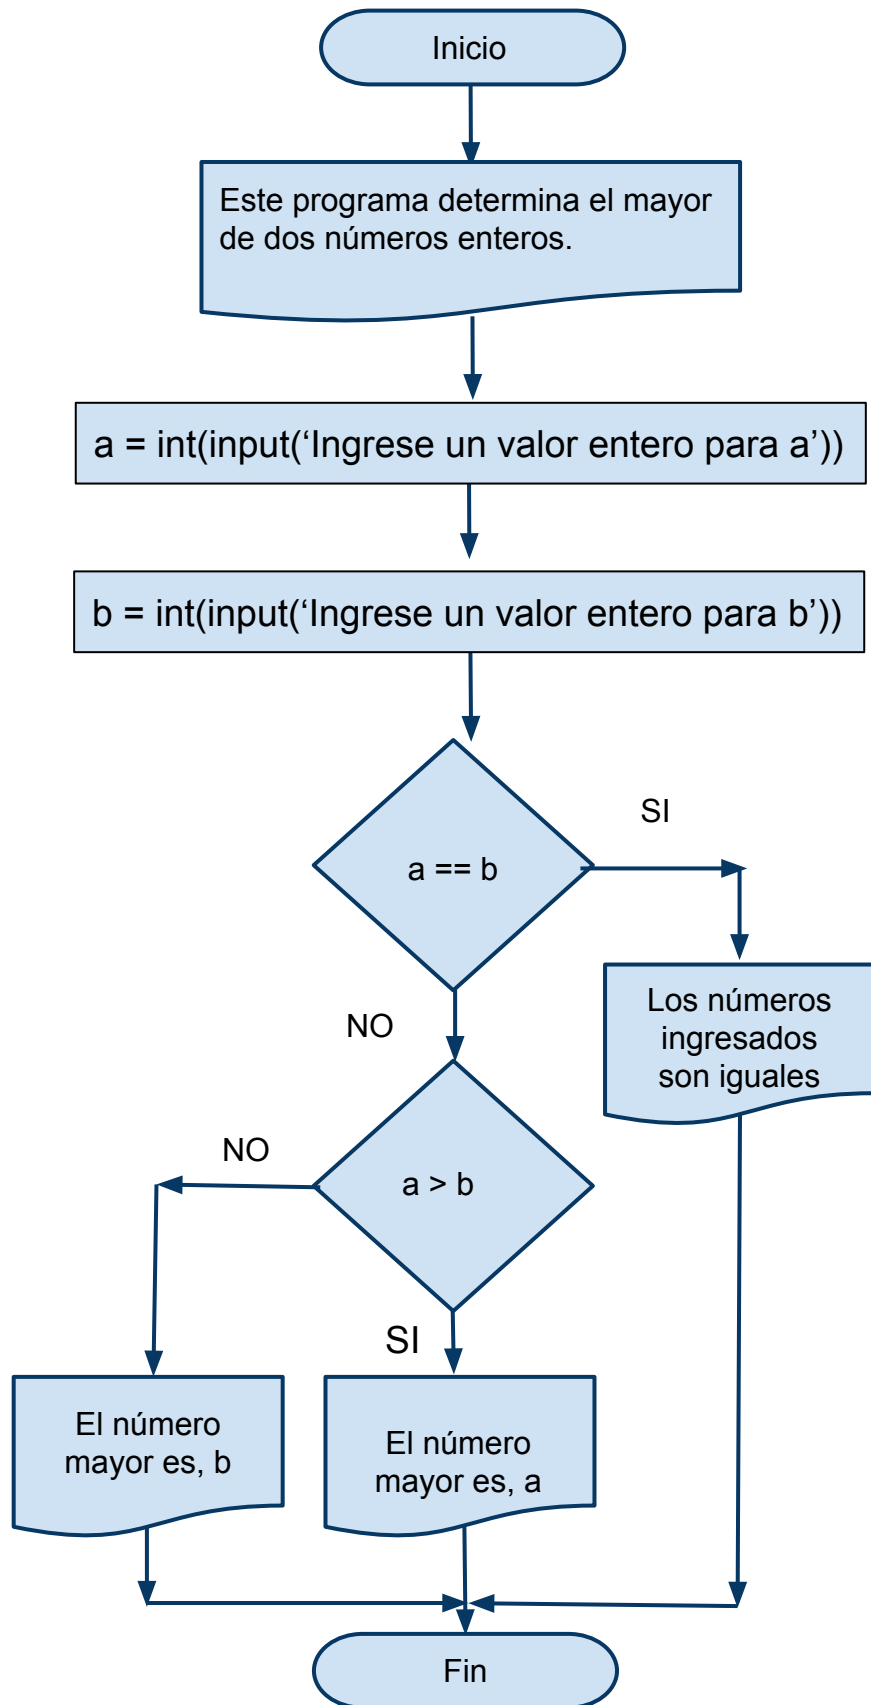 Inicio
Este programa determina el mayor
de dos números enteros.
a = int(input(‘Ingrese un valor entero para a’))
b = int(input(‘Ingrese un valor entero para b’))
a == b
SI
Los números
ingresados
son iguales
NO
a > b
NO
SI
El número
mayor es, b
El número
mayor es, a
Fin